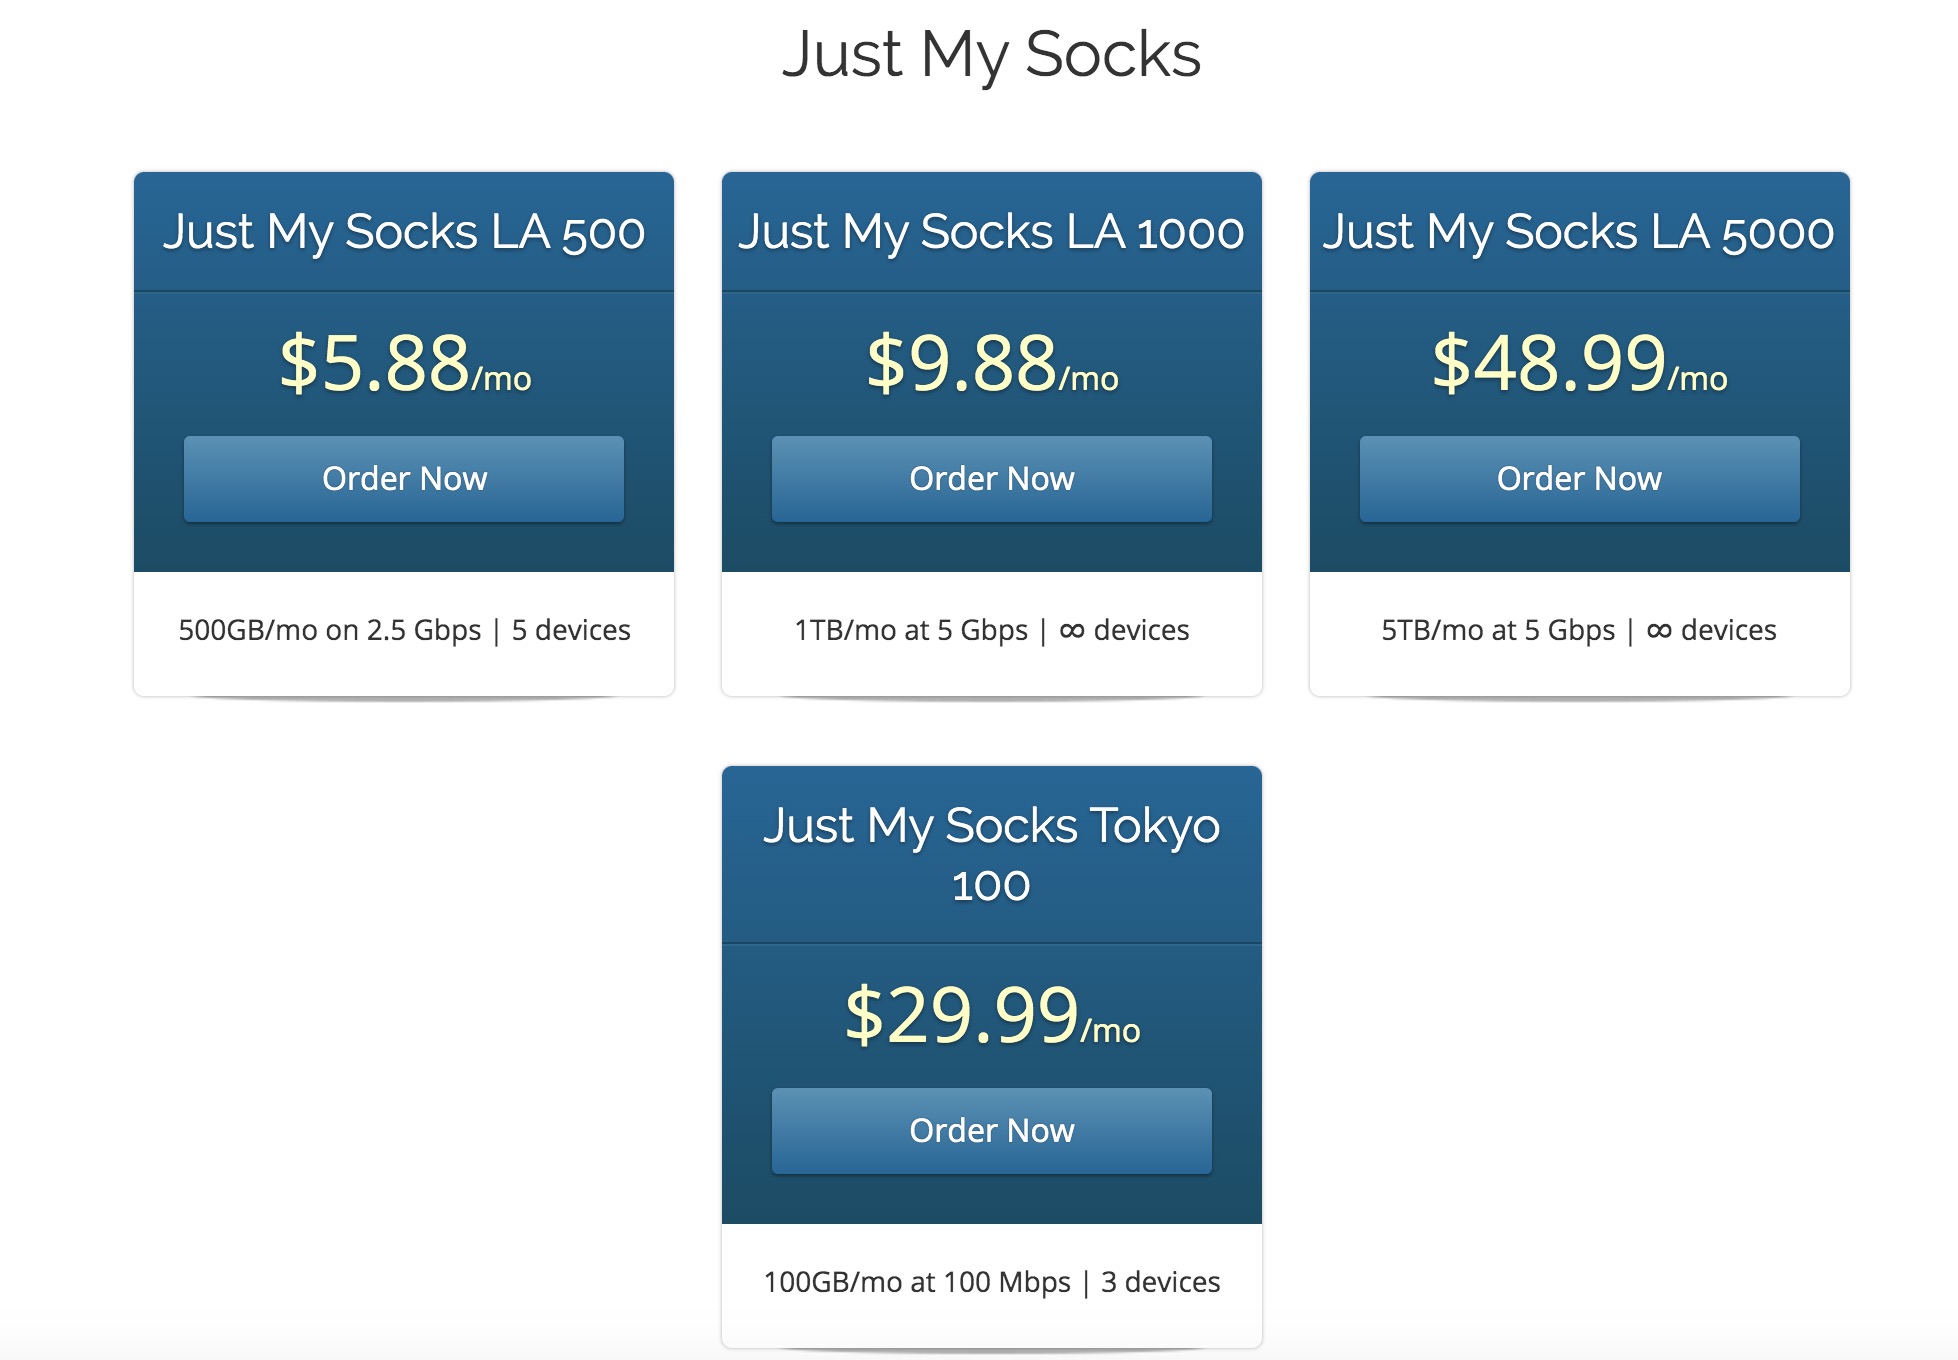 Just My Socks
Just My Socks LA 500
$5.88/mo
Order Now
500GB/mo on 2.5 Gbps | 5 devices
Just My Socks LA 1000
$9.88/mo
Order Now
1TB/mo at 5 Gbps | ∞ devices
Just My Socks LA 5000
$48.99/mo
Order Now
5TB/mo at 5 Gbps | ∞ devices
Just My Socks Tokyo
100
$29.99/mo
Order Now
100GB/mo at 100 Mbps | 3 devices